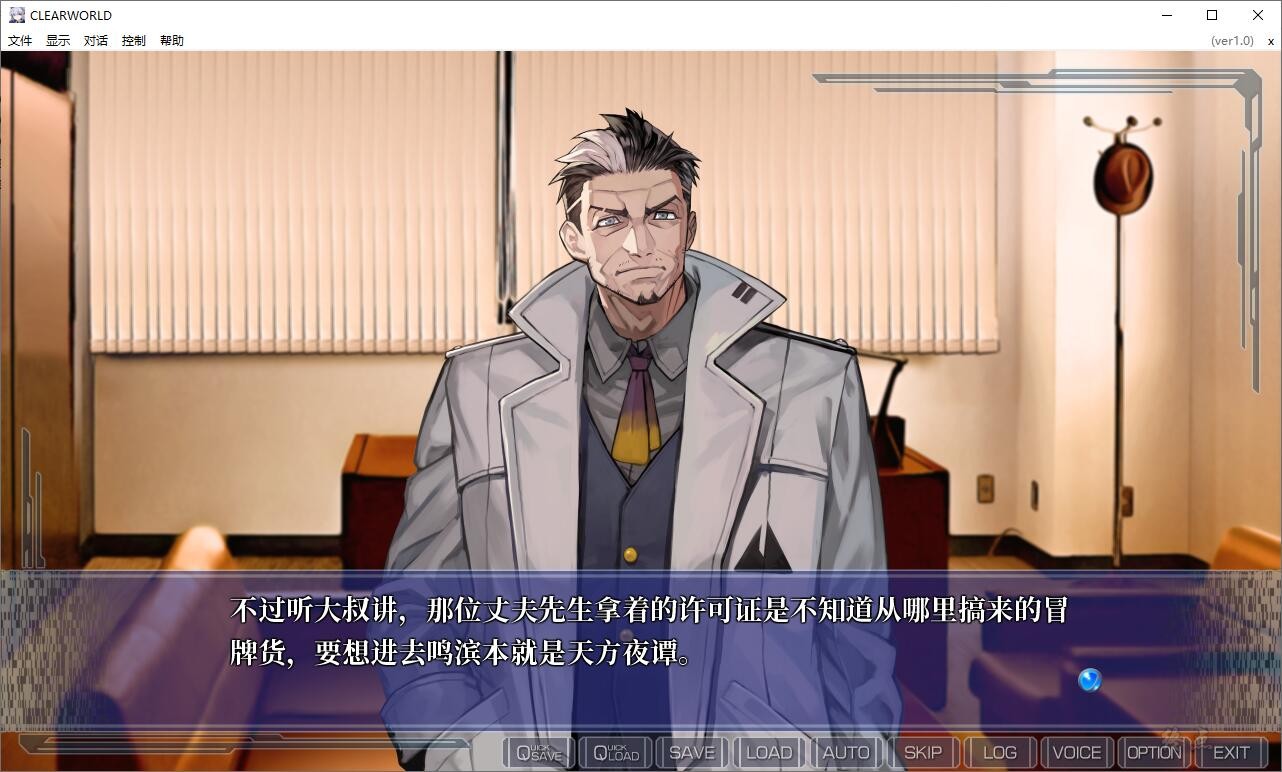 CLEARWORLD
文件 显示 对话 控制 帮助 (ver1.0) x
不过听大叔讲，那位丈夫先生拿着的许可证是不知道从哪里搞来的冒
牌货，要想进去鸣滨本就是天方夜谭。
QUICK SAVE QUICK LOAD SAVE LOAD AUTO SKIP LOG VOICE OPTION EXIT